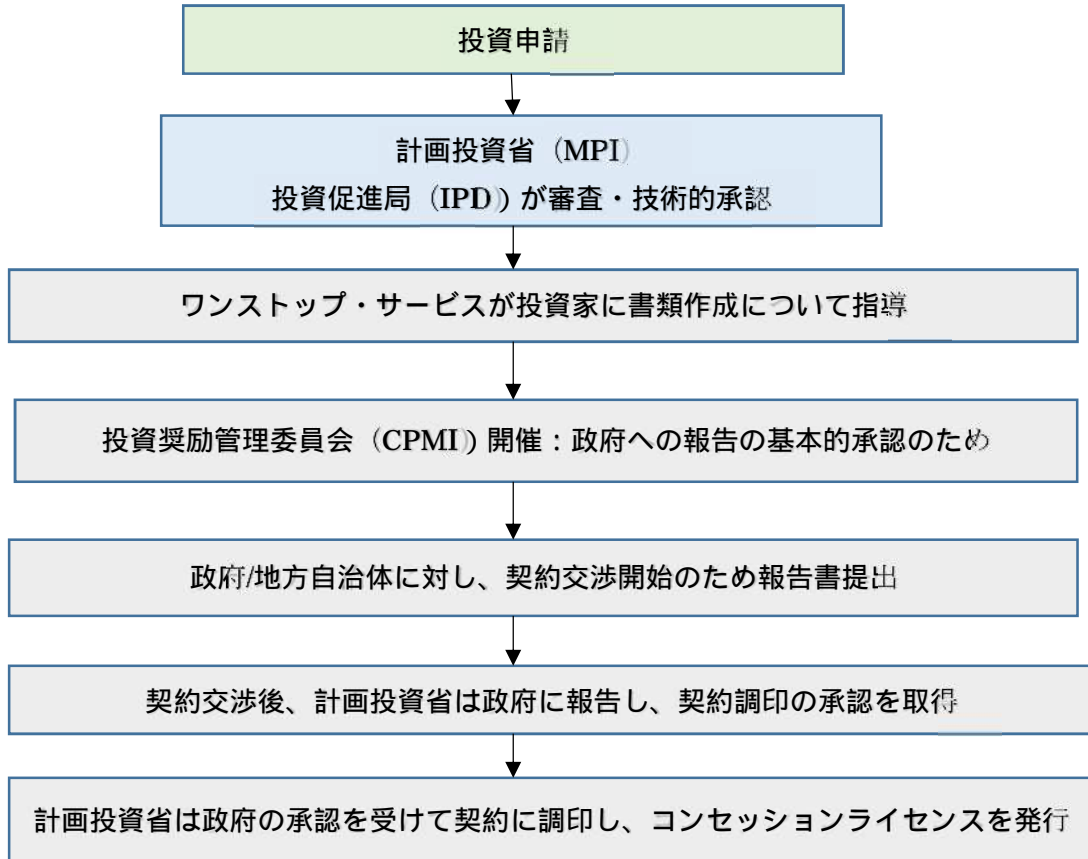 投資申請
計画投資省（MPI）
投資促進局（IPD)）が審査・技術的承認
ワンストップ・サービスが投資家に書類作成について指導
投資奨励管理委員会（CPMI)）開催：政府への報告の基本的承認のため
政府/地方自治体に対し、契約交渉開始のため報告書提出
契約交渉後、計画投資省は政府に報告し、契約調印の承認を取得
計画投資省は政府の承認を受けて契約に調印し、コンセッションライセンスを発行